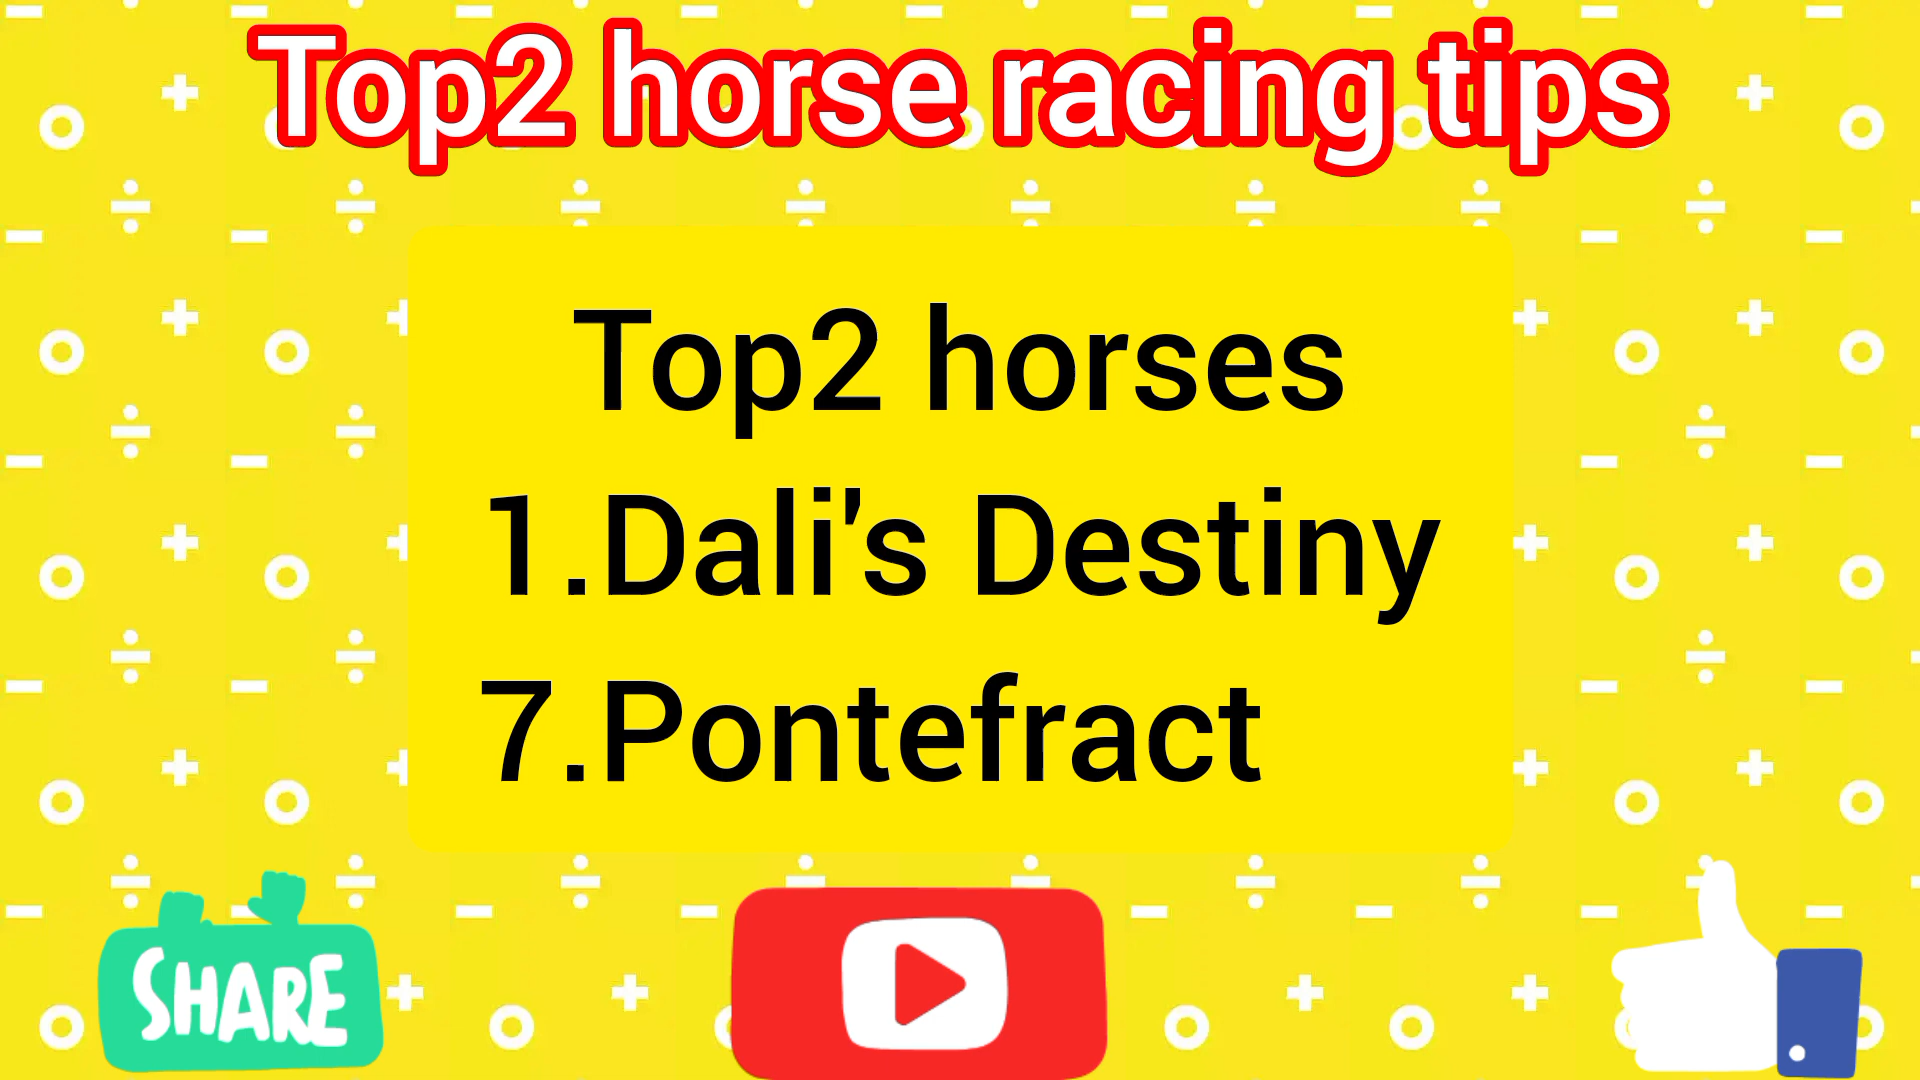 Top2 horse racing tips
Top2 horses
1.Dali's Destiny
7.Pontefract
SHARE